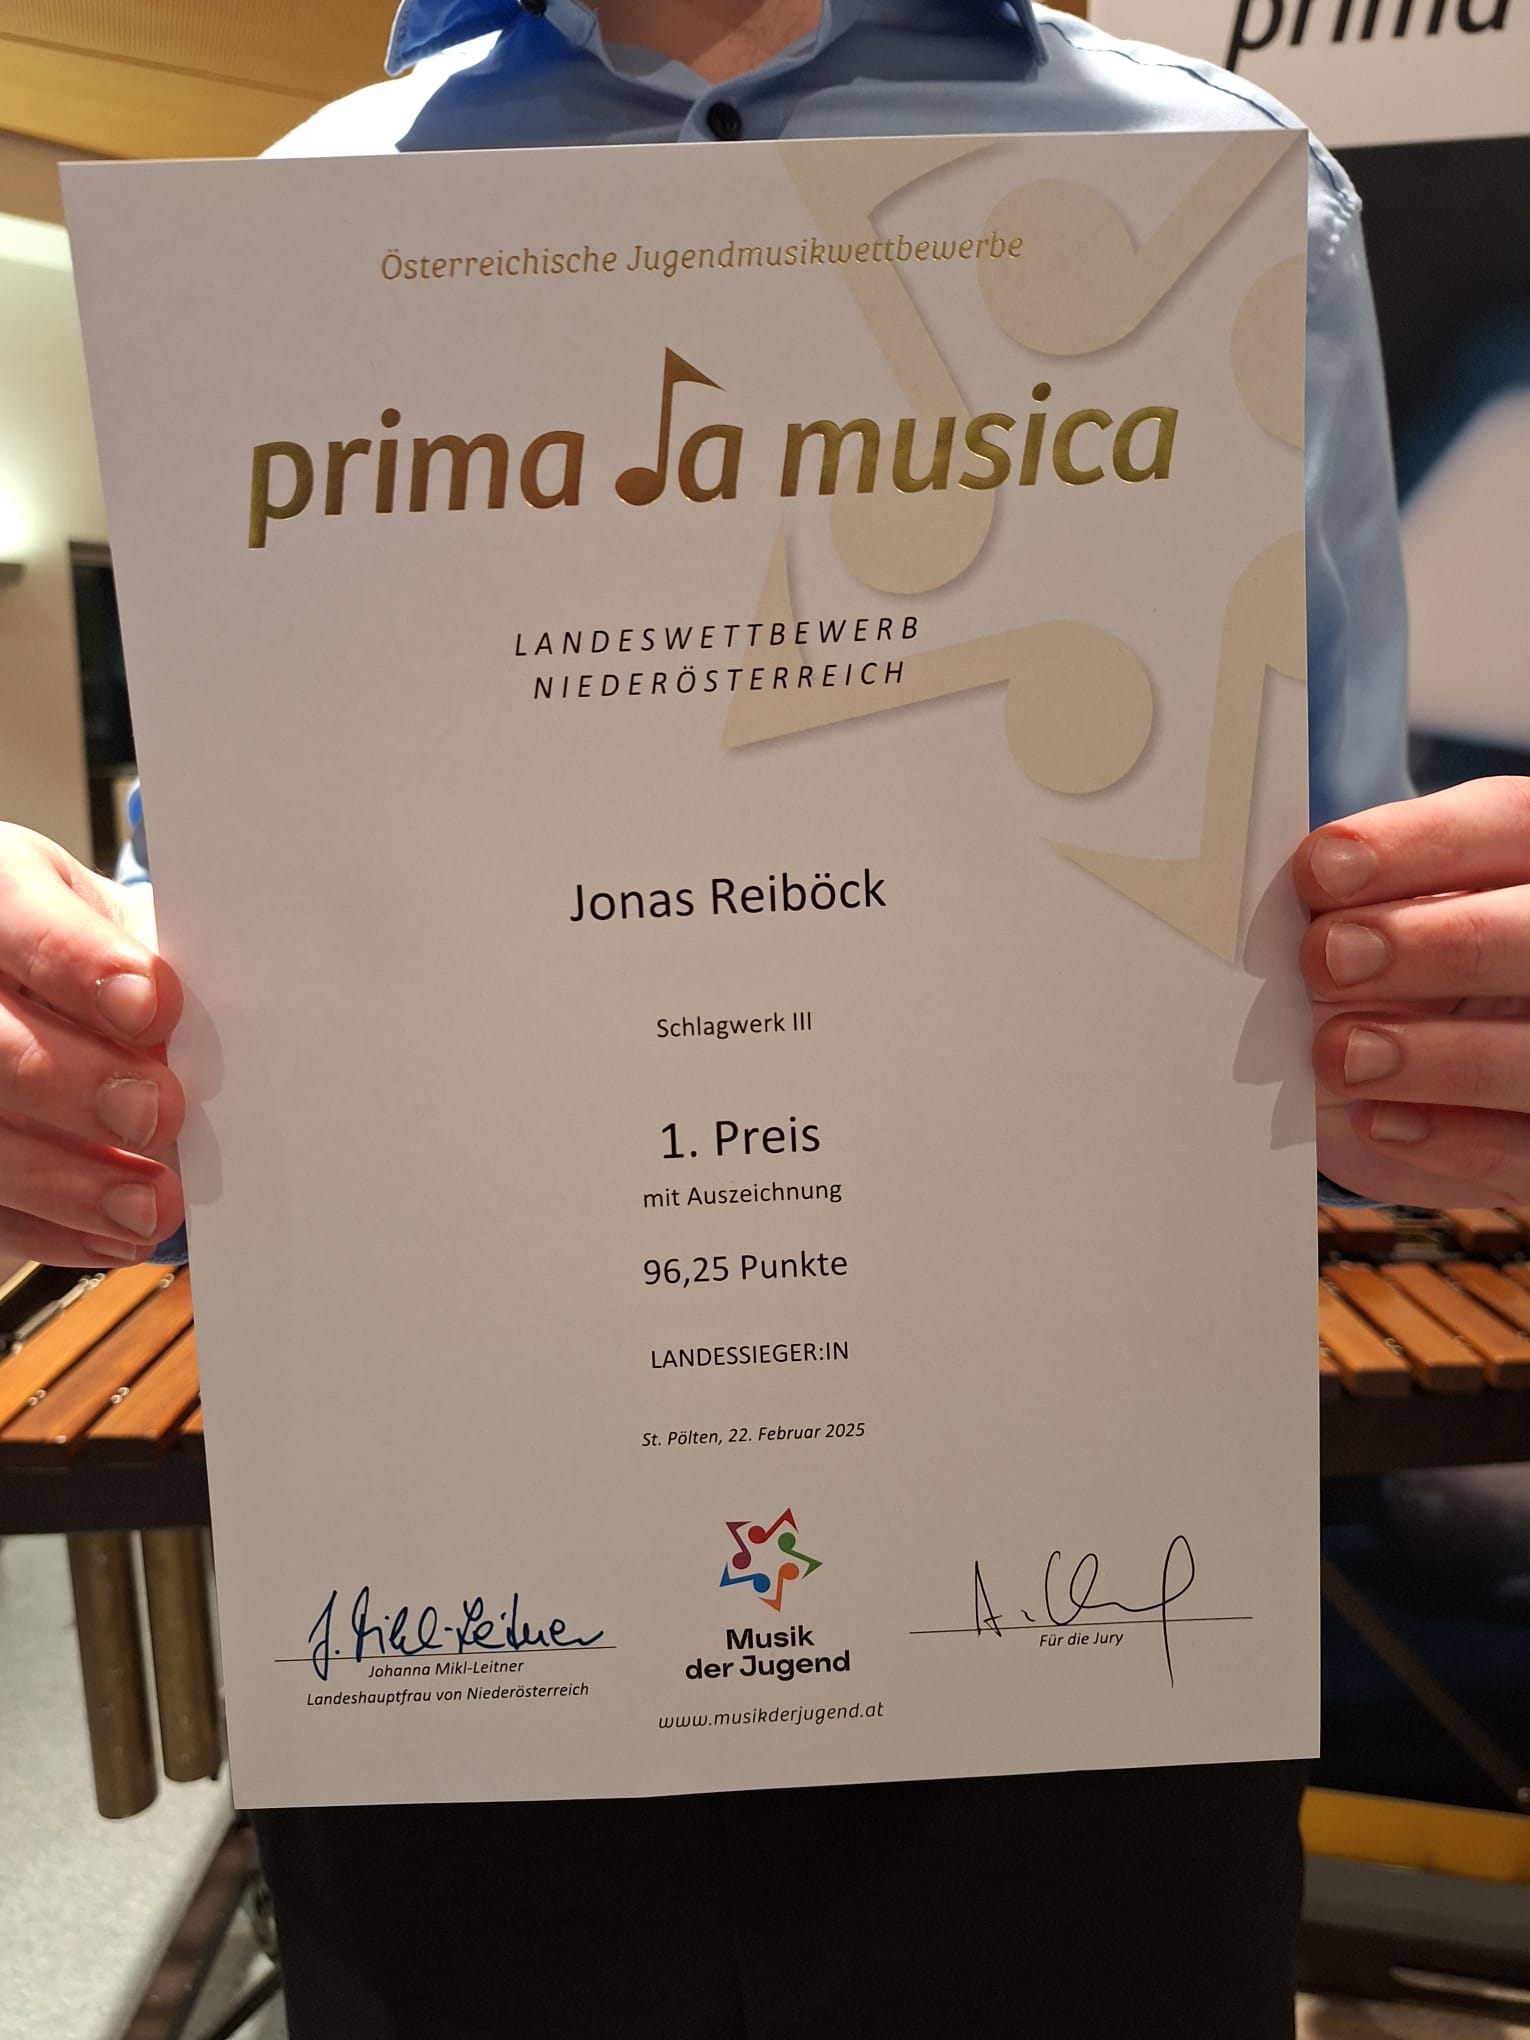 prima
Österreichische Jugendmusikwettbewerbe
prima la musica
LANDESWETTBEWERB
NIEDERÖSTERREICH
Jonas Reiböck
Schlagwerk III
1. Preis
mit Auszeichnung
96,25 Punkte
LANDESSIEGER:IN
St. Pölten, 22. Februar 2025
J. Mikl-Leitner
Johanna Mikl-Leitner
Landeshauptfrau von Niederösterreich
Musik
der Jugend
www.musikderjugend.at
Für die Jury